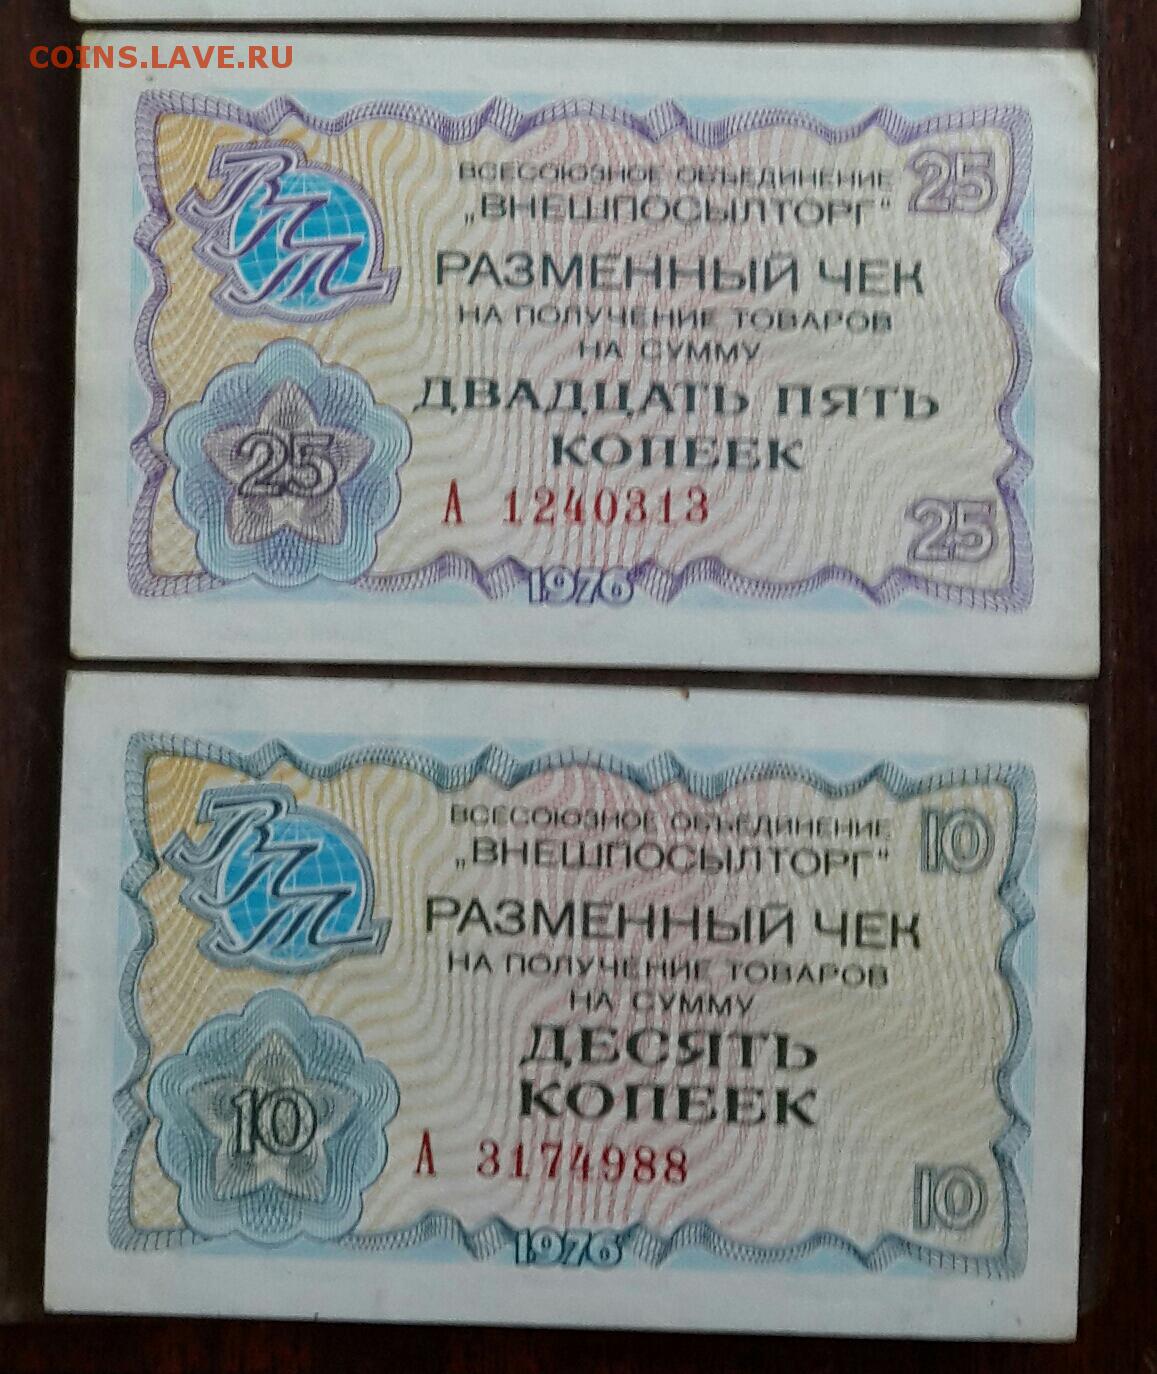 COINS.LAVE.RU
ВПТ
ВСЕСОЮЗНОЕ ОБЪЕДИНЕНИЕ
„ВНЕШПОСЫЛТОРГ“
25
РАЗМЕННЫЙ ЧЕК
НА ПОЛУЧЕНИЕ ТОВАРОВ
НА СУММУ
ДВАДЦАТЬ ПЯТЬ
КОПЕЕК
25
А 1240313
25
1976
ВПТ
ВСЕСОЮЗНОЕ ОБЪЕДИНЕНИЕ
„ВНЕШПОСЫЛТОРГ“
10
РАЗМЕННЫЙ ЧЕК
НА ПОЛУЧЕНИЕ ТОВАРОВ
НА СУММУ
ДЕСЯТЬ
КОПЕЕК
10
А 3174988
10
1976